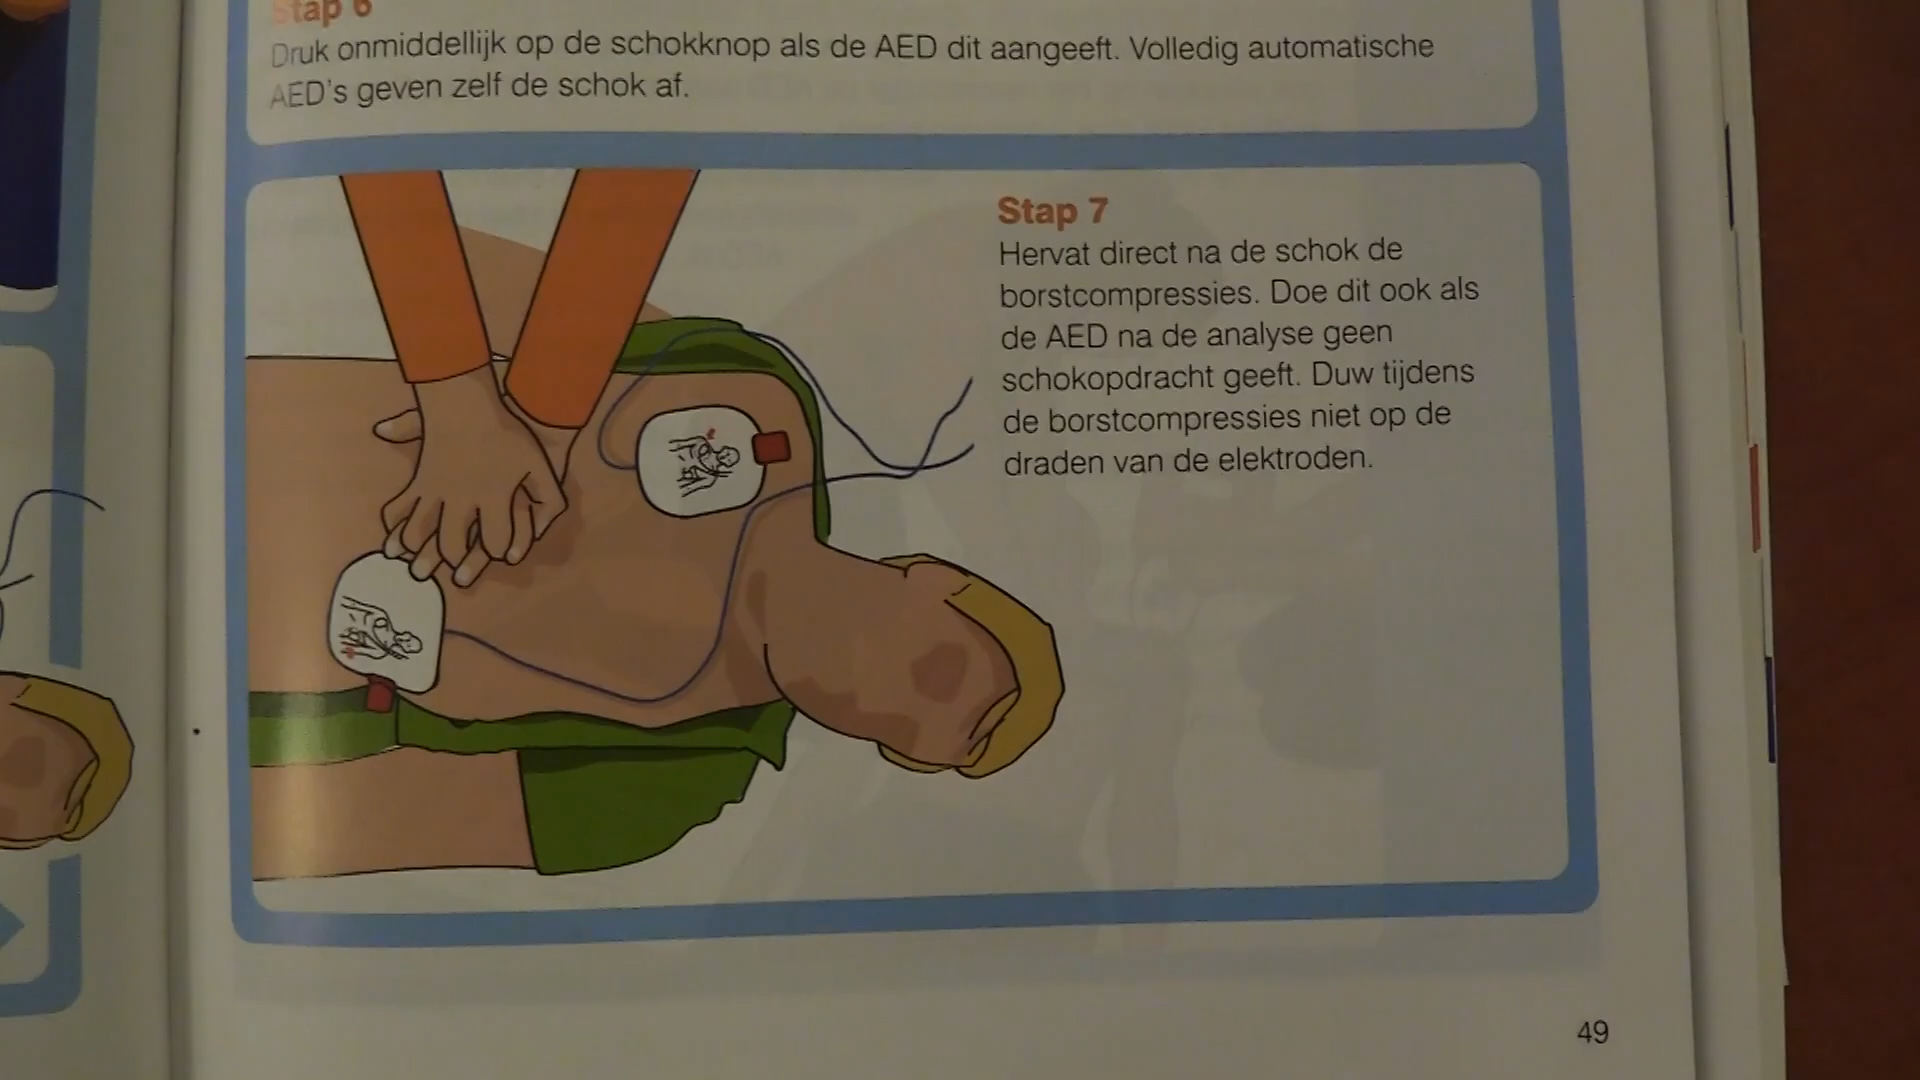 Stap 6
Druk onmiddellijk op de schokknop als de AED dit aangeeft. Volledig automatische
AED's geven zelf de schok af.
Stap 7
Hervat direct na de schok de
borstcompressies. Doe dit ook als
de AED na de analyse geen
schokopdracht geeft. Duw tijdens
de borstcompressies niet op de
draden van de elektroden.
49